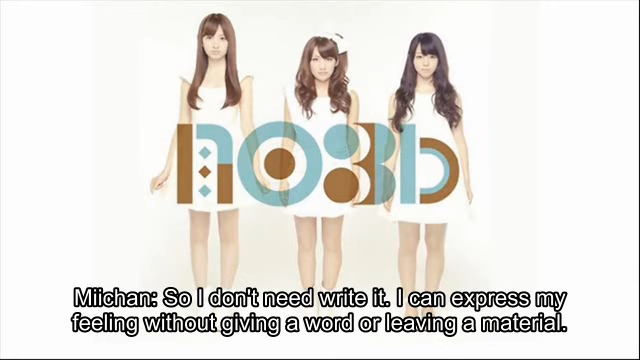 no3b
Miichan: So I don't need write it. I can express my
feeling without giving a word or leaving a material.